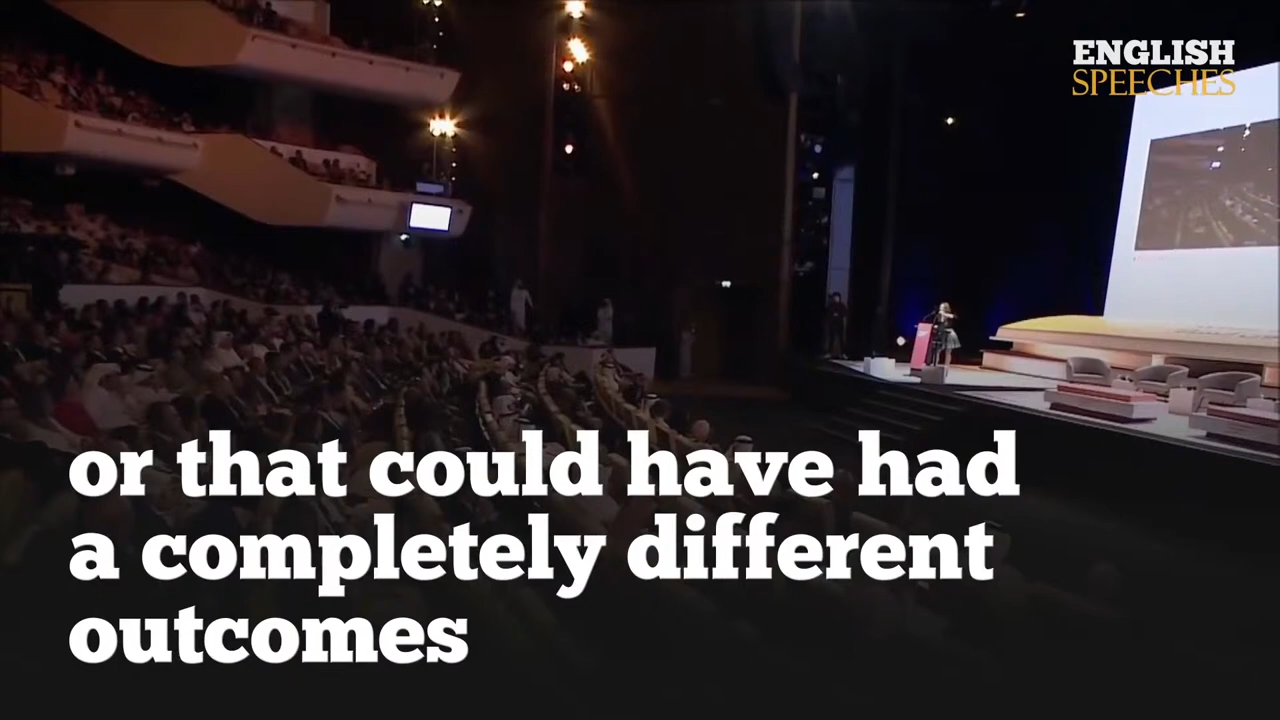 ENGLISH
SPEECHES
or that could have had
a completely different
outcomes